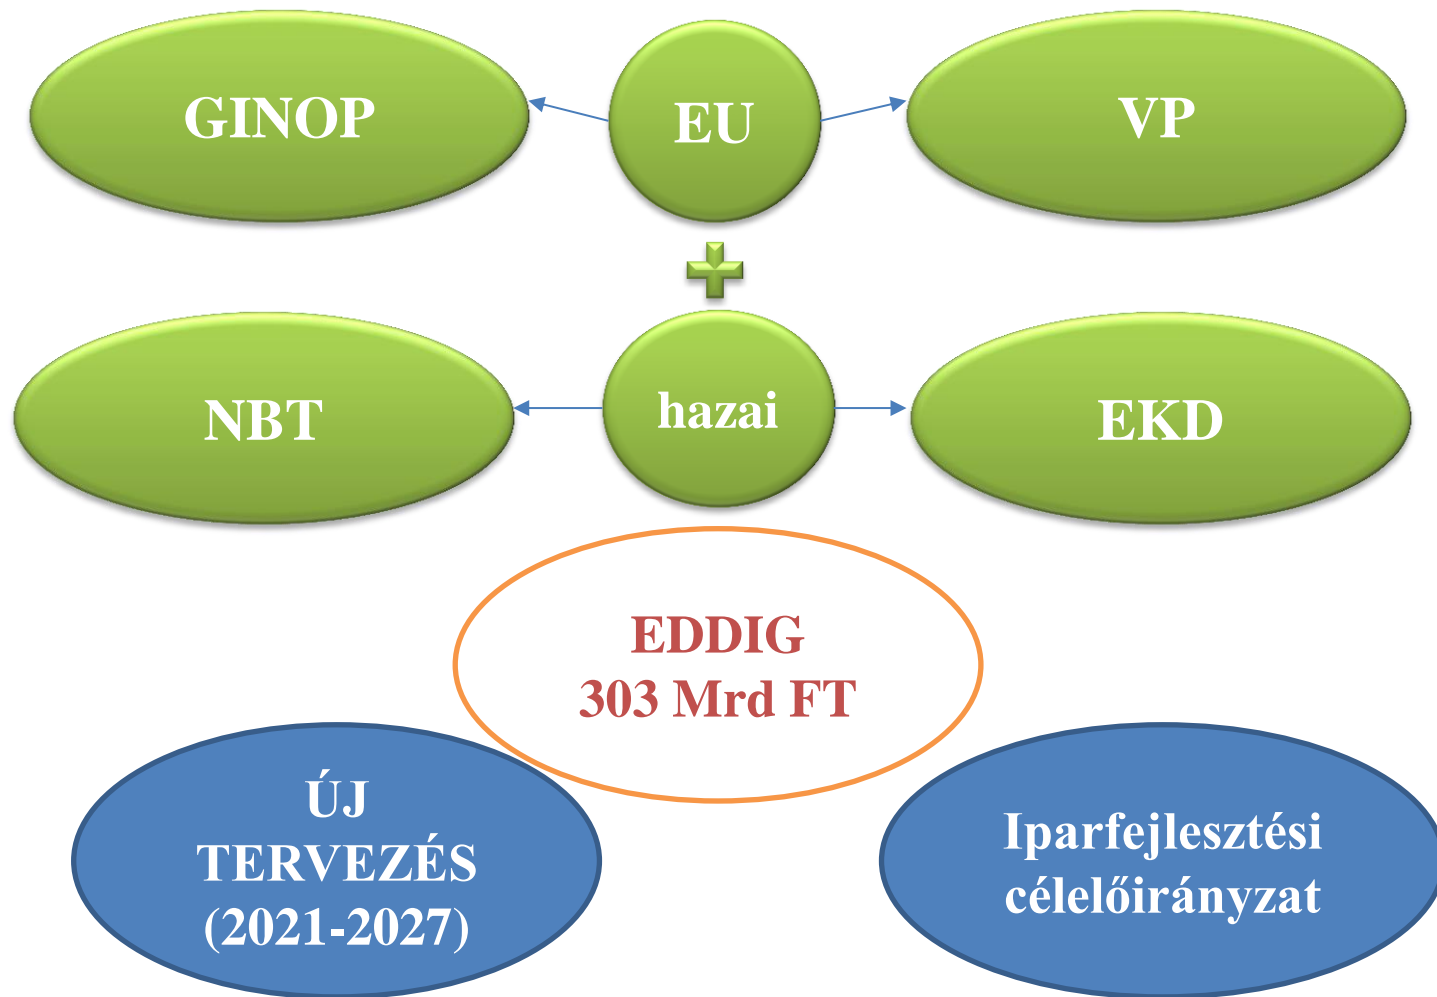 GINOP
EU
VP
NBT
hazai
EKD
EDDIG
303 Mrd FT
ÚJ
TERVEZÉS
(2021-2027)
Iparfejlesztési
célelőirányzat